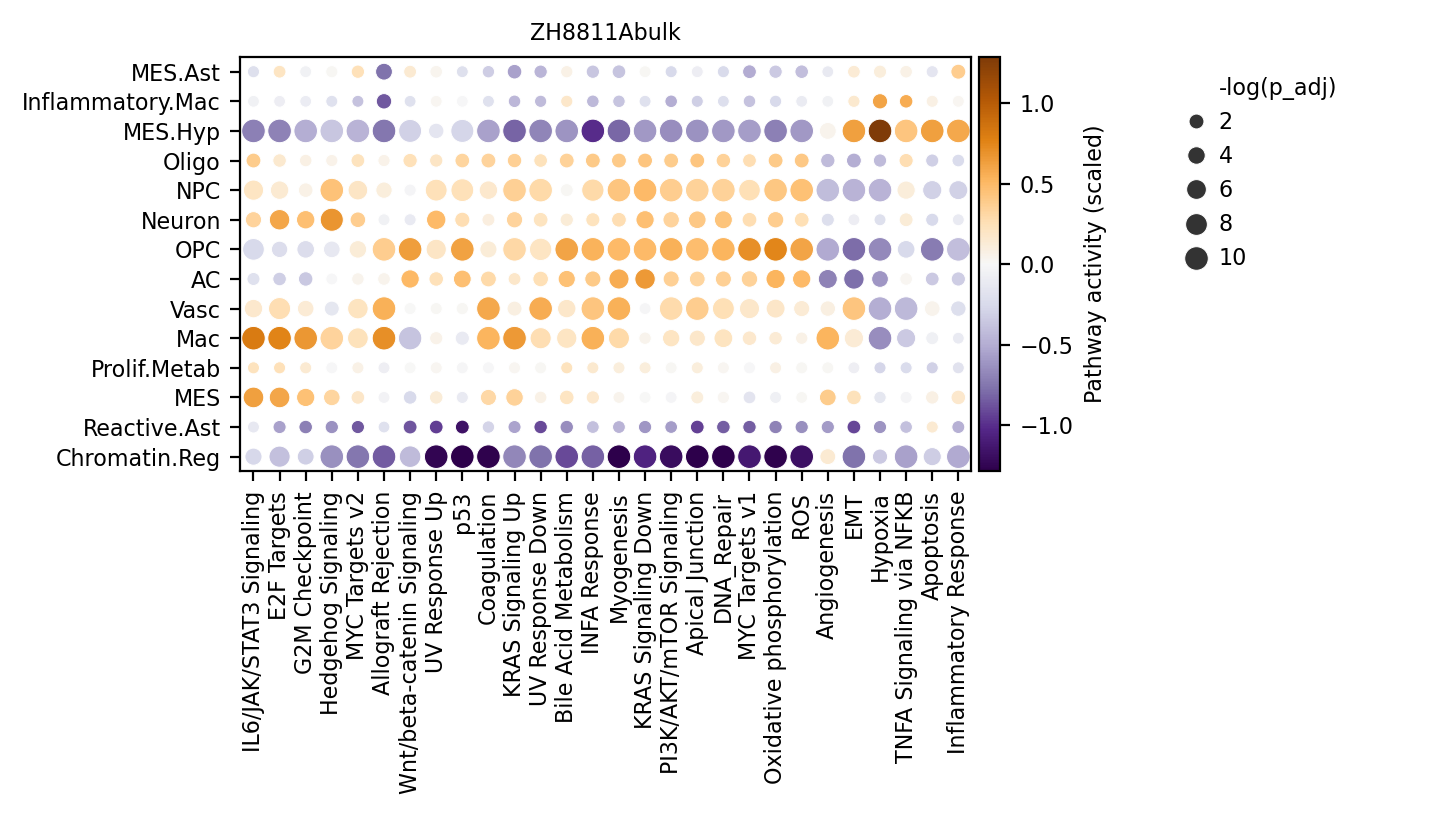 ZH8811Abulk
MES.Ast
Inflammatory.Mac
MES.Hyp
Oligo
NPC
Neuron
OPC
AC
Vasc
Mac
Prolif.Metab
MES
Reactive.Ast
Chromatin.Reg
IL6/JAK/STAT3 Signaling
E2F Targets
G2M Checkpoint
Hedgehog Signaling
MYC Targets v2
Allograft Rejection
Wnt/beta-catenin Signaling
UV Response Up
p53
Coagulation
KRAS Signaling Up
UV Response Down
Bile Acid Metabolism
INFA Response
Myogenesis
KRAS Signaling Down
PI3K/AKT/mTOR Signaling
Apical Junction
DNA_Repair
MYC Targets v1
Oxidative phosphorylation
ROS
Angiogenesis
EMT
Hypoxia
TNFA Signaling via NFKB
Apoptosis
Inflammatory Response
1.0
0.5
0.0
−0.5
−1.0
Pathway activity (scaled)
-log(p_adj)
2
4
6
8
10